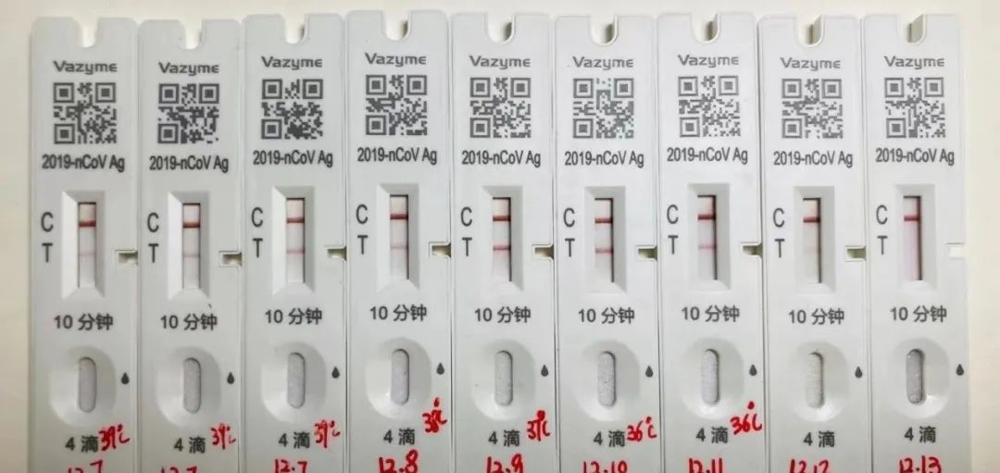 Vazyme Vazyme Vazyme Vazyme Vazyme Vazyme Vazyme Vazyme Vazyme
2019-nCoV Ag 2019-nCoV Ag 2019-nCoV Ag 2019-nCoV Ag 2019-nCoV Ag 2019-nCoV Ag 2019-nCoV Ag 2019-nCoV Ag 2019-nCoV Ag
C C C C C C C C C
T T T T T T T T T
10 分钟 10 分钟 10 分钟 10 分钟 10 分钟 10 分钟 10 分钟 10 分钟 10 分钟
4 滴 39℃ 4 滴 39℃ 4 滴 39℃ 4 滴 38℃ 4 滴 37℃ 4 滴 36℃ 4 滴 36℃ 4 滴 4 滴
12.7 12.7 12.7 12.8 12.9 12.10 12.11 12.12 12.13